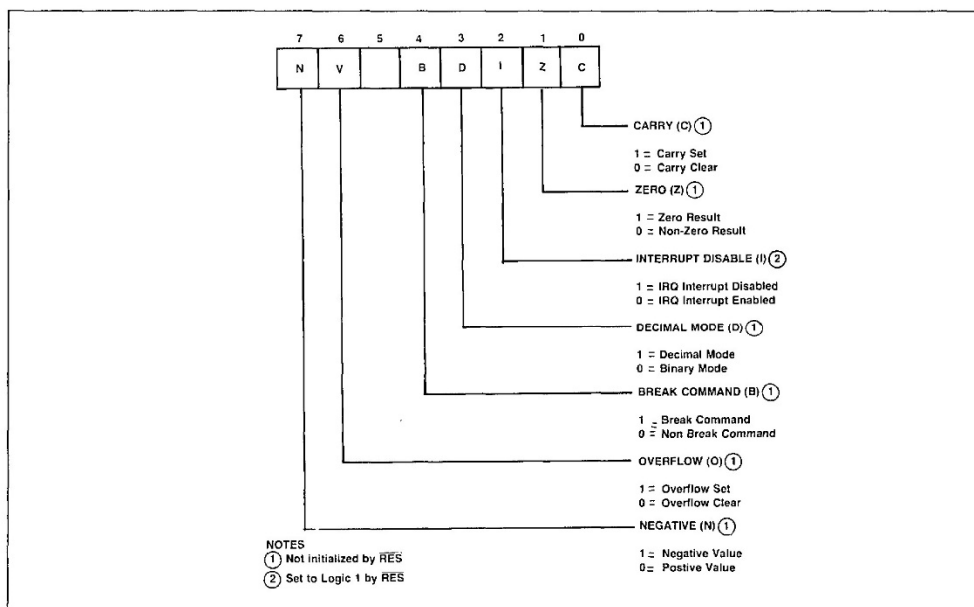 7 6 5 4 3 2 1 0
N V B D I Z C
CARRY (C) ①
1 = Carry Set
0 = Carry Clear
ZERO (Z) ①
1 = Zero Result
0 = Non-Zero Result
INTERRUPT DISABLE (I) ②
1 = IRQ Interrupt Disabled
0 = IRQ Interrupt Enabled
DECIMAL MODE (D) ①
1 = Decimal Mode
0 = Binary Mode
BREAK COMMAND (B) ①
1 = Break Command
0 = Non Break Command
OVERFLOW (O) ①
1 = Overflow Set
0 = Overflow Clear
NEGATIVE (N) ①
1 = Negative Value
0 = Postive Value
NOTES
① Not initialized by R̅E̅S̅
② Set to Logic 1 by R̅E̅S̅